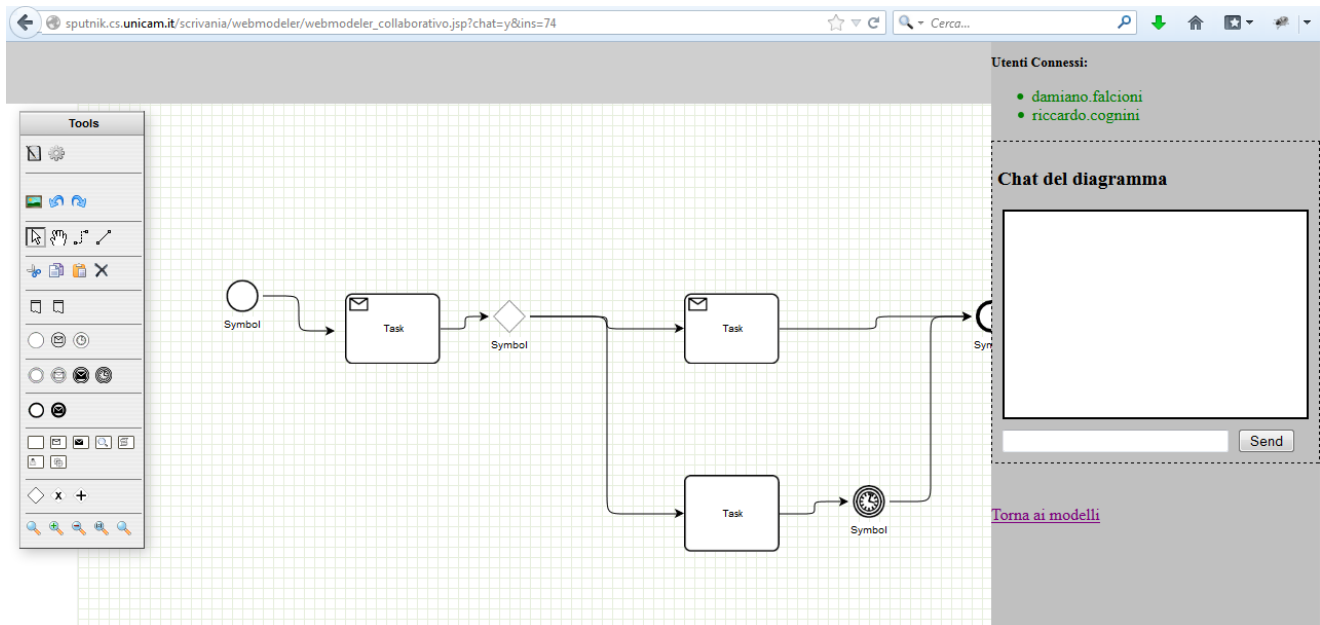 sputnik.cs.unicam.it/scrivania/webmodeler/webmodeler_collaborativo.jsp?chat=y&ins=74
Cerca...
Utenti Connessi:
damiano.falcioni
riccardo.cognini
Tools
Chat del diagramma
Task
Task
Symbol
Symbol
Sym
Send
Task
Symbol
Torna ai modelli